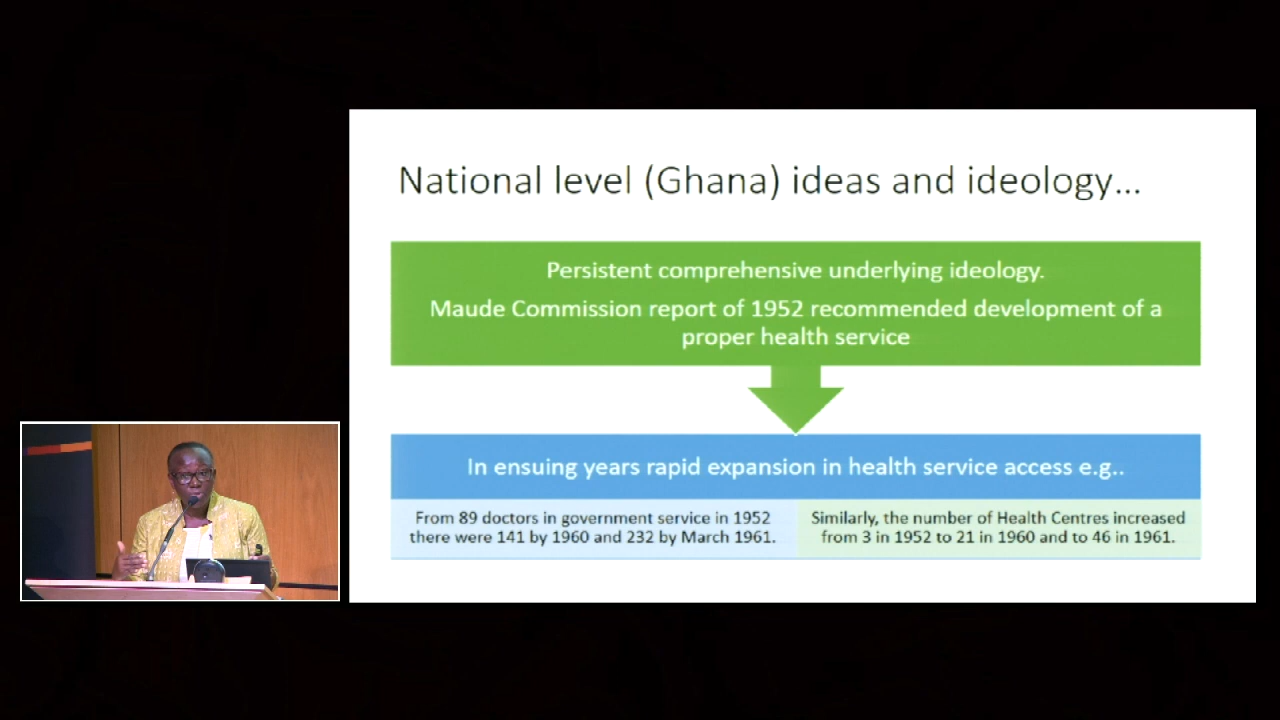 National level (Ghana) ideas and ideology...
Persistent comprehensive underlying ideology.
Maude Commission report of 1952 recommended development of a
proper health service
In ensuing years rapid expansion in health service access e.g..
From 89 doctors in government service in 1952
there were 141 by 1960 and 232 by March 1961.
Similarly, the number of Health Centres increased
from 3 in 1952 to 21 in 1960 and to 46 in 1961.